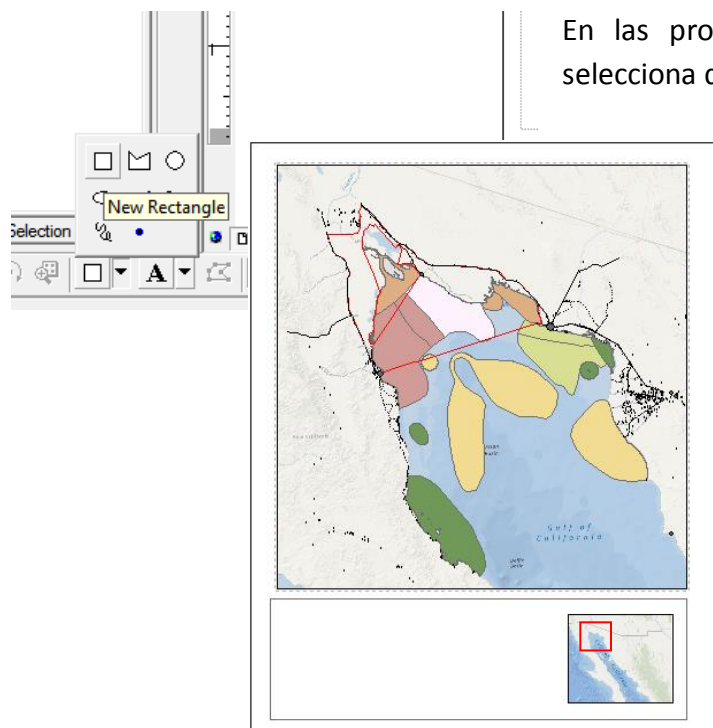 En las pro
selecciona
New Rectangle
Selection
A
Gulf of
California